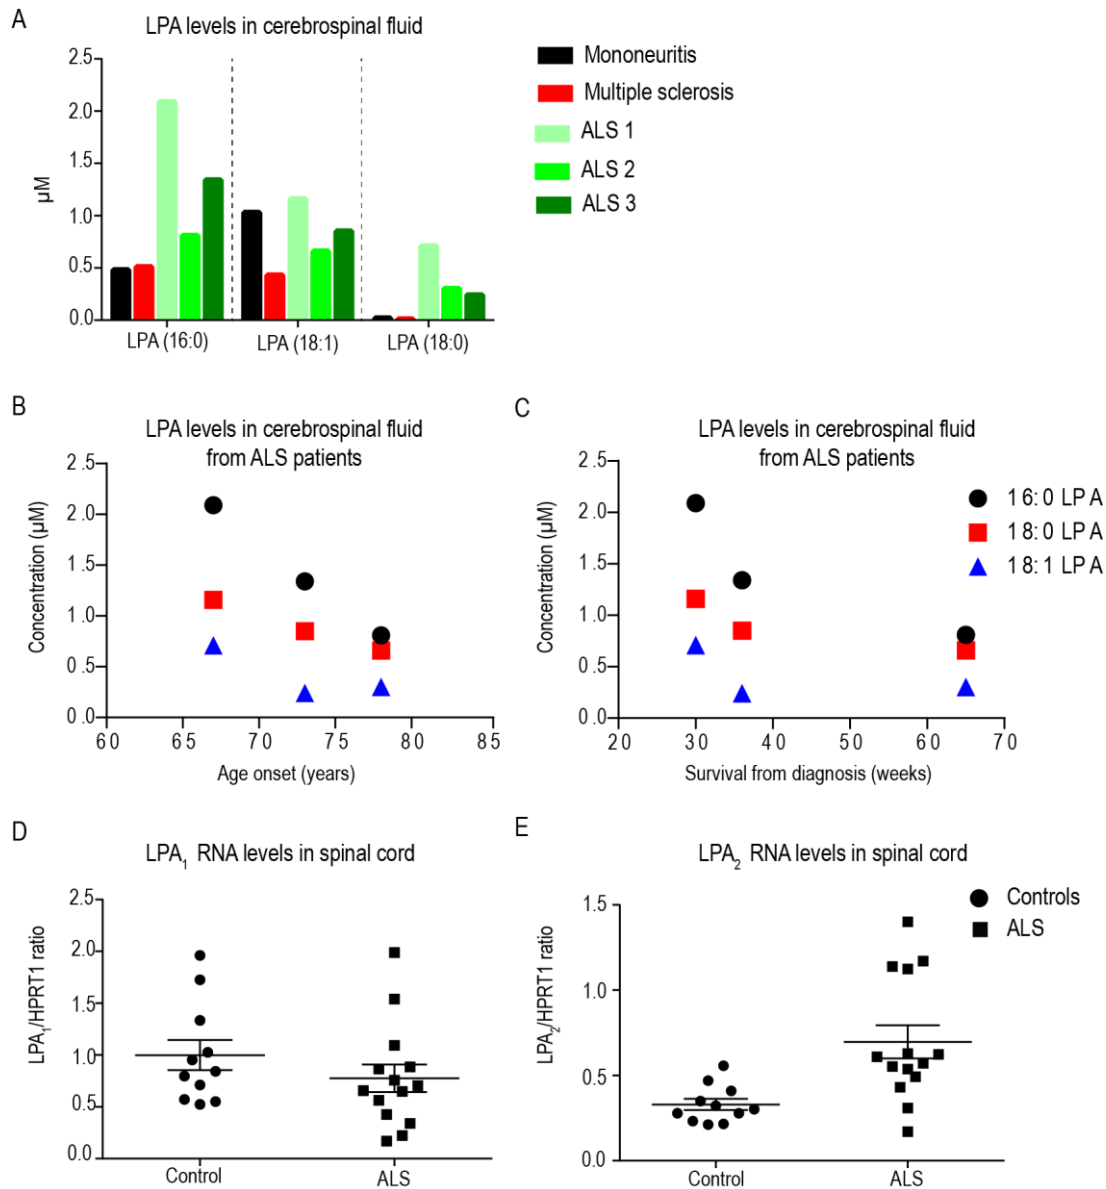 A
LPA levels in cerebrospinal fluid
2.5
2.0
1.5
1.0
0.5
0.0
µM
LPA (16:0)
LPA (18:1)
LPA (18:0)
Mononeuritis
Multiple sclerosis
ALS 1
ALS 2
ALS 3
B
LPA levels in cerebrospinal fluid
from ALS patients
2.5
2.0
1.5
1.0
0.5
0.0
Concentration (µM)
60 65 70 75 80 85
Age onset (years)
C
LPA levels in cerebrospinal fluid
from ALS patients
2.5
2.0
1.5
1.0
0.5
0.0
Concentration (µM)
20 30 40 50 60 70
Survival from diagnosis (weeks)
16:0 LPA
18:0 LPA
18:1 LPA
D
LPA₁ RNA levels in spinal cord
2.5
2.0
1.5
1.0
0.5
0.0
LPA₁/HPRT1 ratio
Control
ALS
E
LPA₂ RNA levels in spinal cord
1.5
1.0
0.5
0.0
LPA₂/HPRT1 ratio
Control
ALS
Controls
ALS